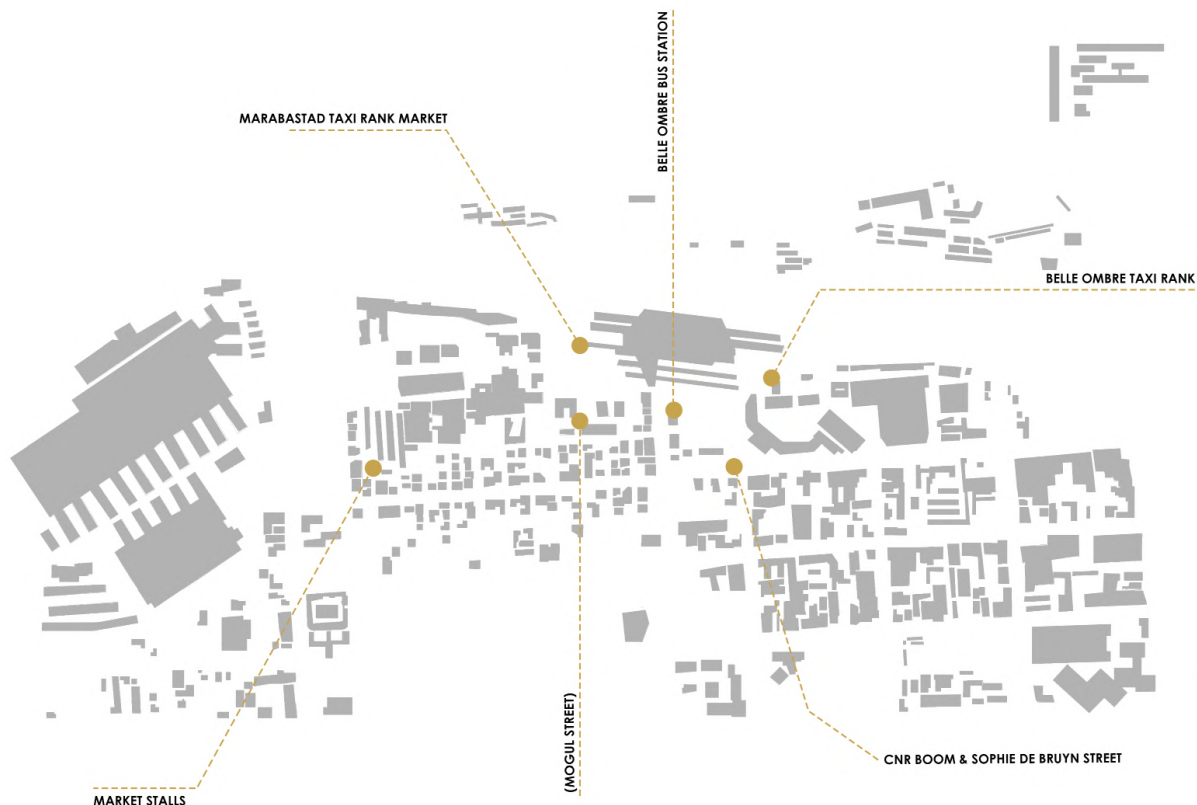 MARABASTAD TAXI RANK MARKET
BELLE OMBRE BUS STATION
BELLE OMBRE TAXI RANK
(MOGUL STREET)
CNR BOOM & SOPHIE DE BRUYN STREET
MARKET STALLS